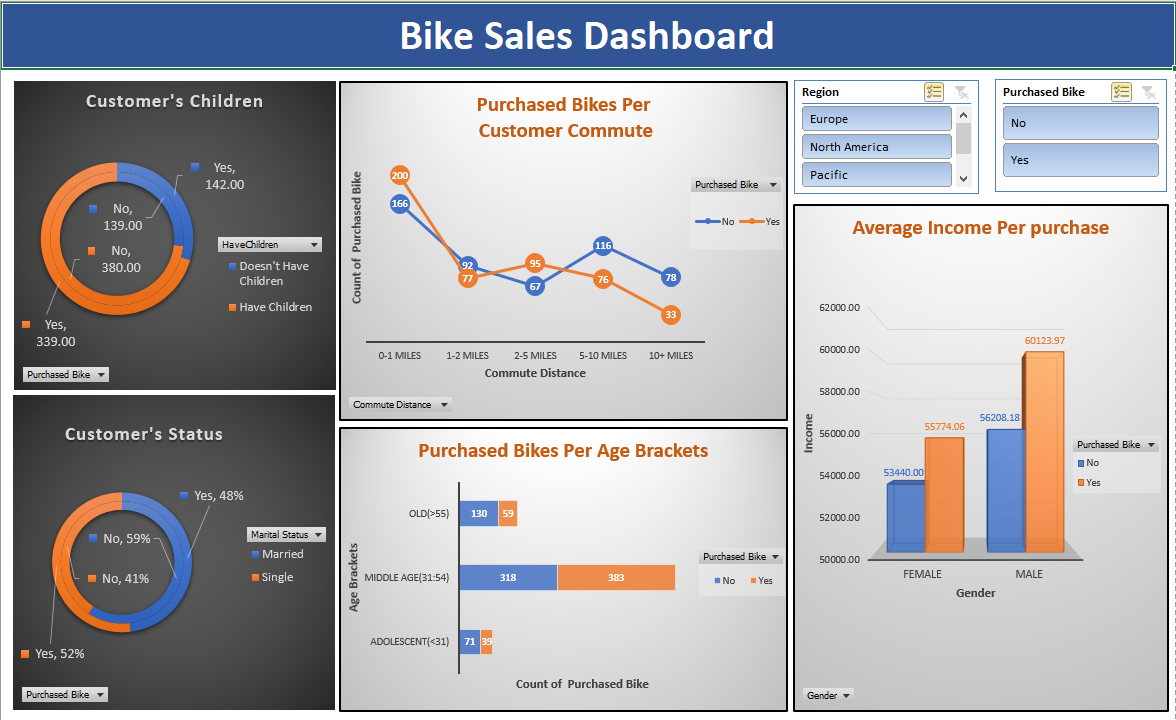 Bike Sales Dashboard
Customer's Children
Yes,
142.00
No,
139.00
No,
380.00
Yes,
339.00
HaveChildren
Doesn't Have
Children
Have Children
Purchased Bike
Customer's Status
Yes, 48%
No, 59%
No, 41%
Yes, 52%
Marital Status
Married
Single
Purchased Bike
Purchased Bikes Per
Customer Commute
Count of Purchased Bike
200
166
92
77
95
67
116
76
78
33
0-1 MILES
1-2 MILES
2-5 MILES
5-10 MILES
10+ MILES
Commute Distance
Purchased Bike
No
Yes
Commute Distance
Purchased Bikes Per Age Brackets
Age Brackets
OLD(>55)
130
59
MIDDLE AGE(31:54)
318
383
ADOLESCENT(<31)
71
39
Count of Purchased Bike
Purchased Bike
No
Yes
Region
Europe
North America
Pacific
Purchased Bike
No
Yes
Average Income Per purchase
Income
62000.00
60000.00
58000.00
56000.00
54000.00
52000.00
50000.00
53440.00
55774.06
56208.18
60123.97
FEMALE
MALE
Gender
Purchased Bike
No
Yes
Gender